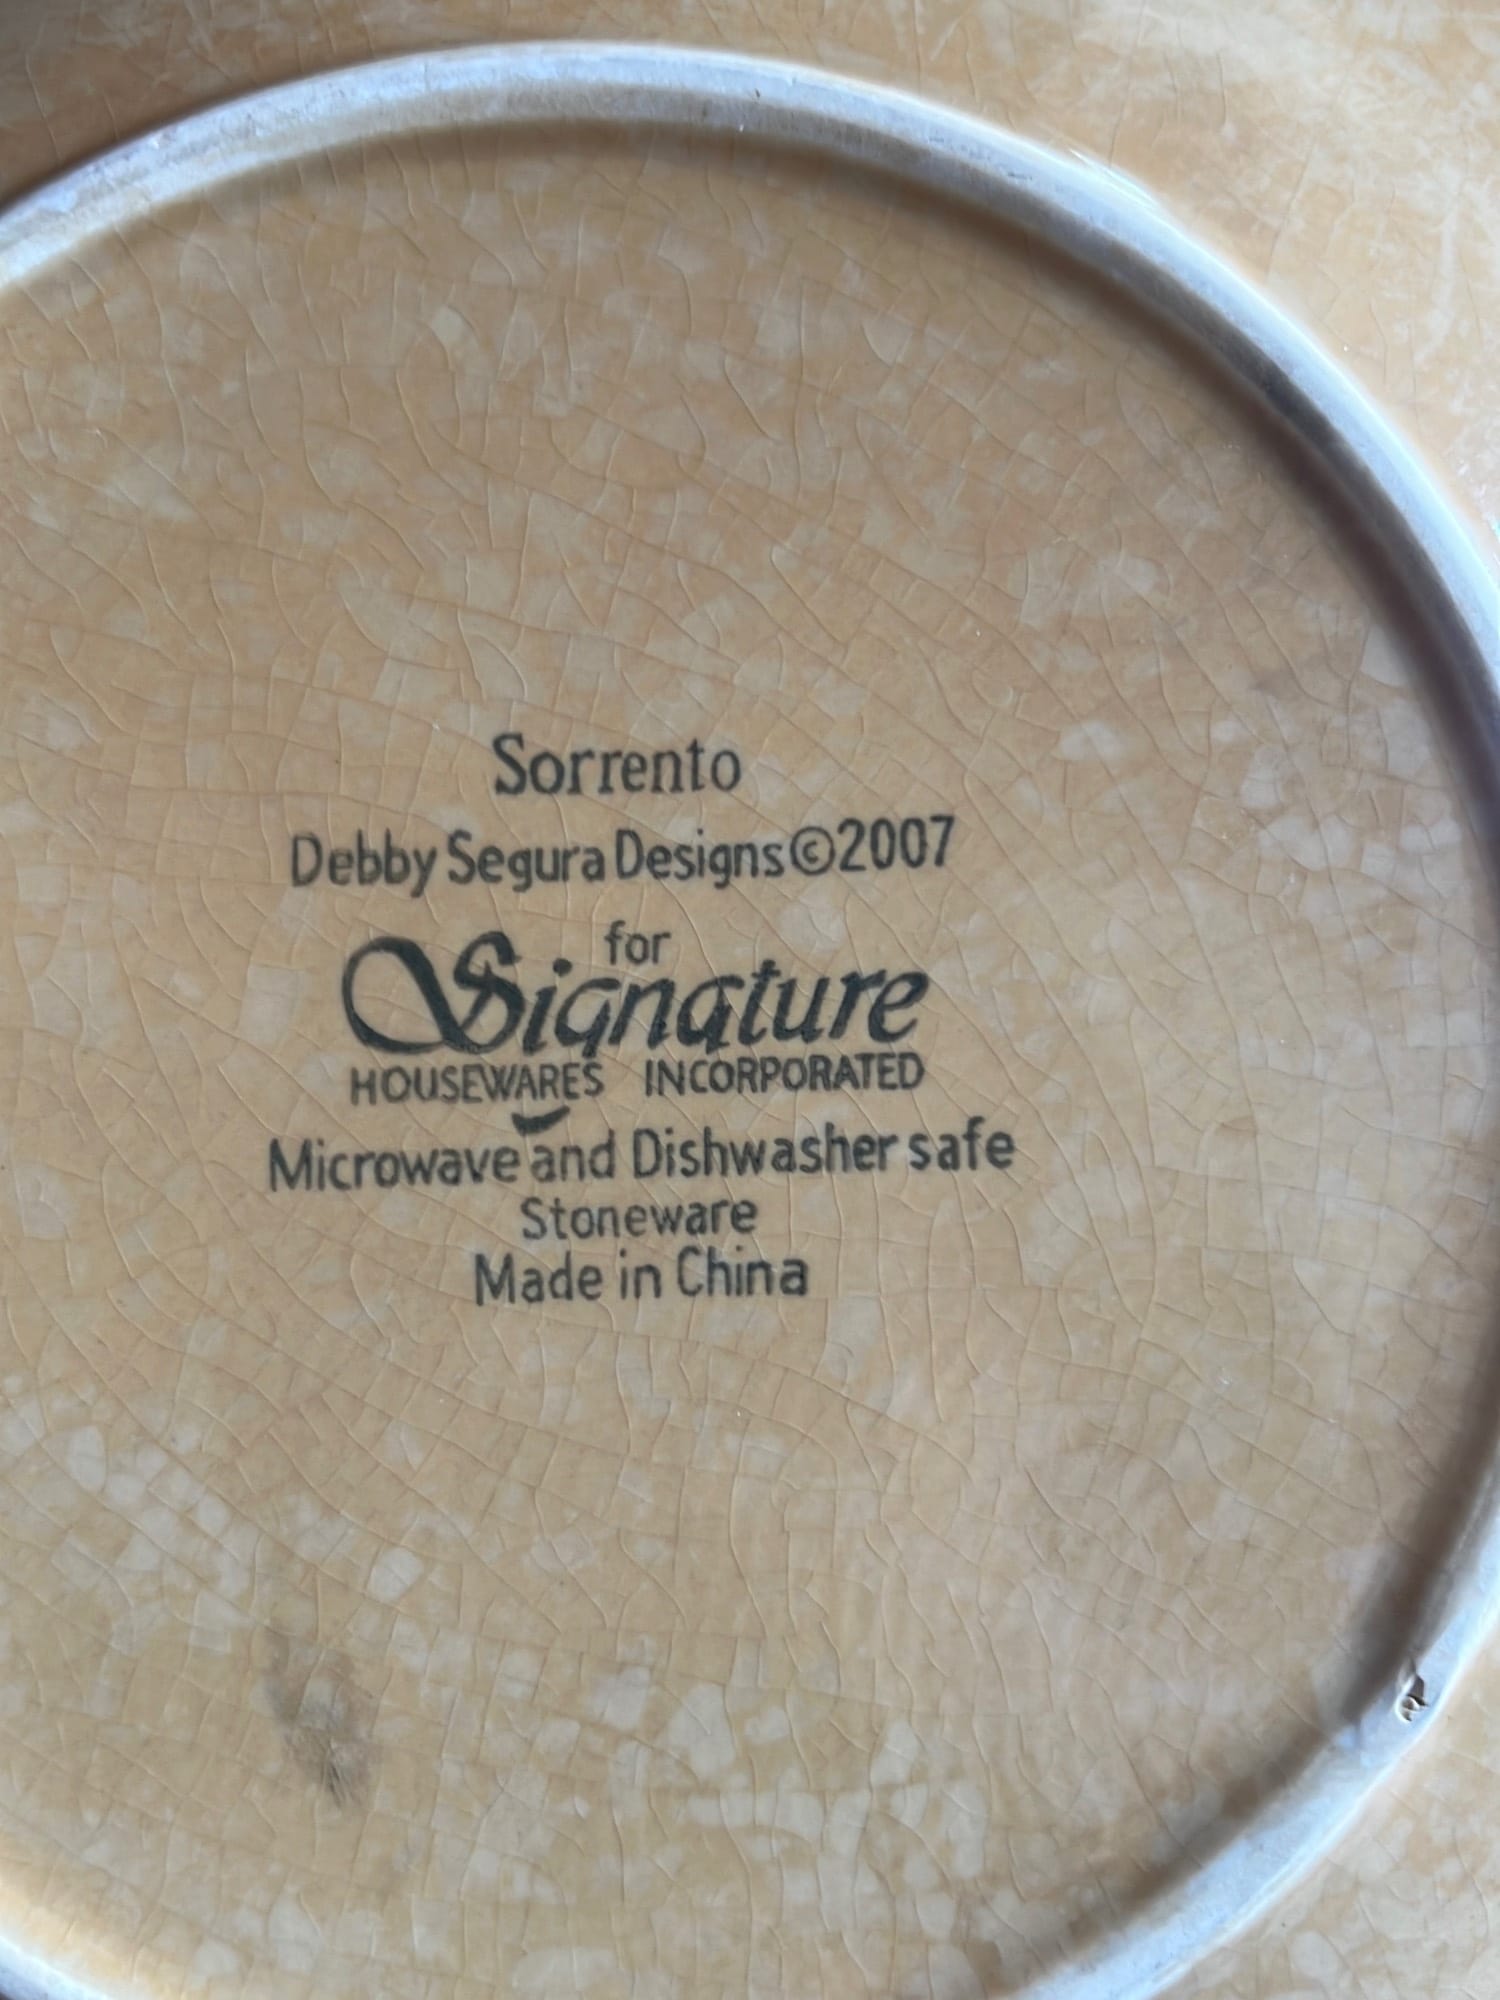 Sorrento
Debby Segura Designs©2007
for
Signature
HOUSEWARES INCORPORATED
Microwave and Dishwasher safe
Stoneware
Made in China